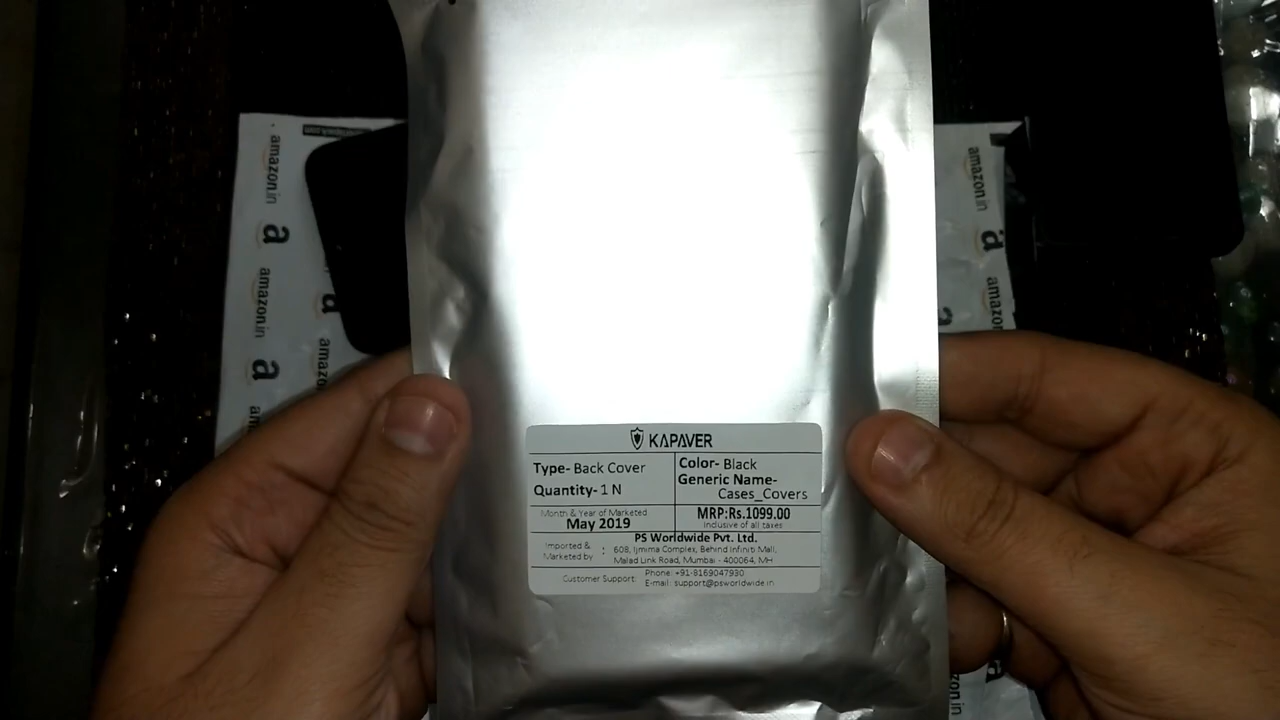 KAPAVER
Type- Back Cover
Quantity- 1 N
Color- Black
Generic Name-
Cases_Covers
Month & Year of Marketed
May 2019
MRP:Rs.1099.00
Inclusive of all taxes
Imported &
Marketed by :
PS Worldwide Pvt. Ltd.
608, Ijmima Complex, Behind Infiniti Mall,
Malad Link Road, Mumbai - 400064, MH
Customer Support:
Phone: +91-8169047930
E-mail: support@psworldwide.in
amazon.in
a
amazon.in
a
amazon.in
a
amazon
amazon.in